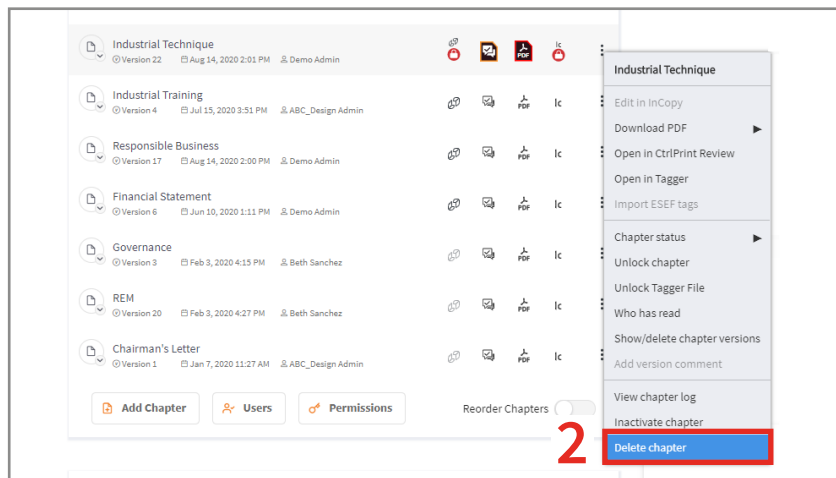 Industrial Technique
Version 22 Aug 14, 2020 2:01 PM Demo Admin
PDF
Ic
Industrial Training
Version 4 Jul 15, 2020 3:51 PM ABC_Design Admin
PDF
Ic
Responsible Business
Version 17 Aug 14, 2020 2:00 PM Demo Admin
PDF
Ic
Financial Statement
Version 6 Jun 10, 2020 1:11 PM Demo Admin
PDF
Ic
Governance
Version 3 Feb 3, 2020 4:15 PM Beth Sanchez
PDF
Ic
REM
Version 20 Feb 3, 2020 4:27 PM Beth Sanchez
PDF
Ic
Chairman's Letter
Version 1 Jan 7, 2020 11:27 AM ABC_Design Admin
PDF
Ic
Add Chapter Users Permissions Reorder Chapters
Industrial Technique
Edit in InCopy
Download PDF
Open in CtrlPrint Review
Open in Tagger
Import ESEF tags
Chapter status
Unlock chapter
Unlock Tagger File
Who has read
Show/delete chapter versions
Add version comment
View chapter log
Inactivate chapter
2
Delete chapter